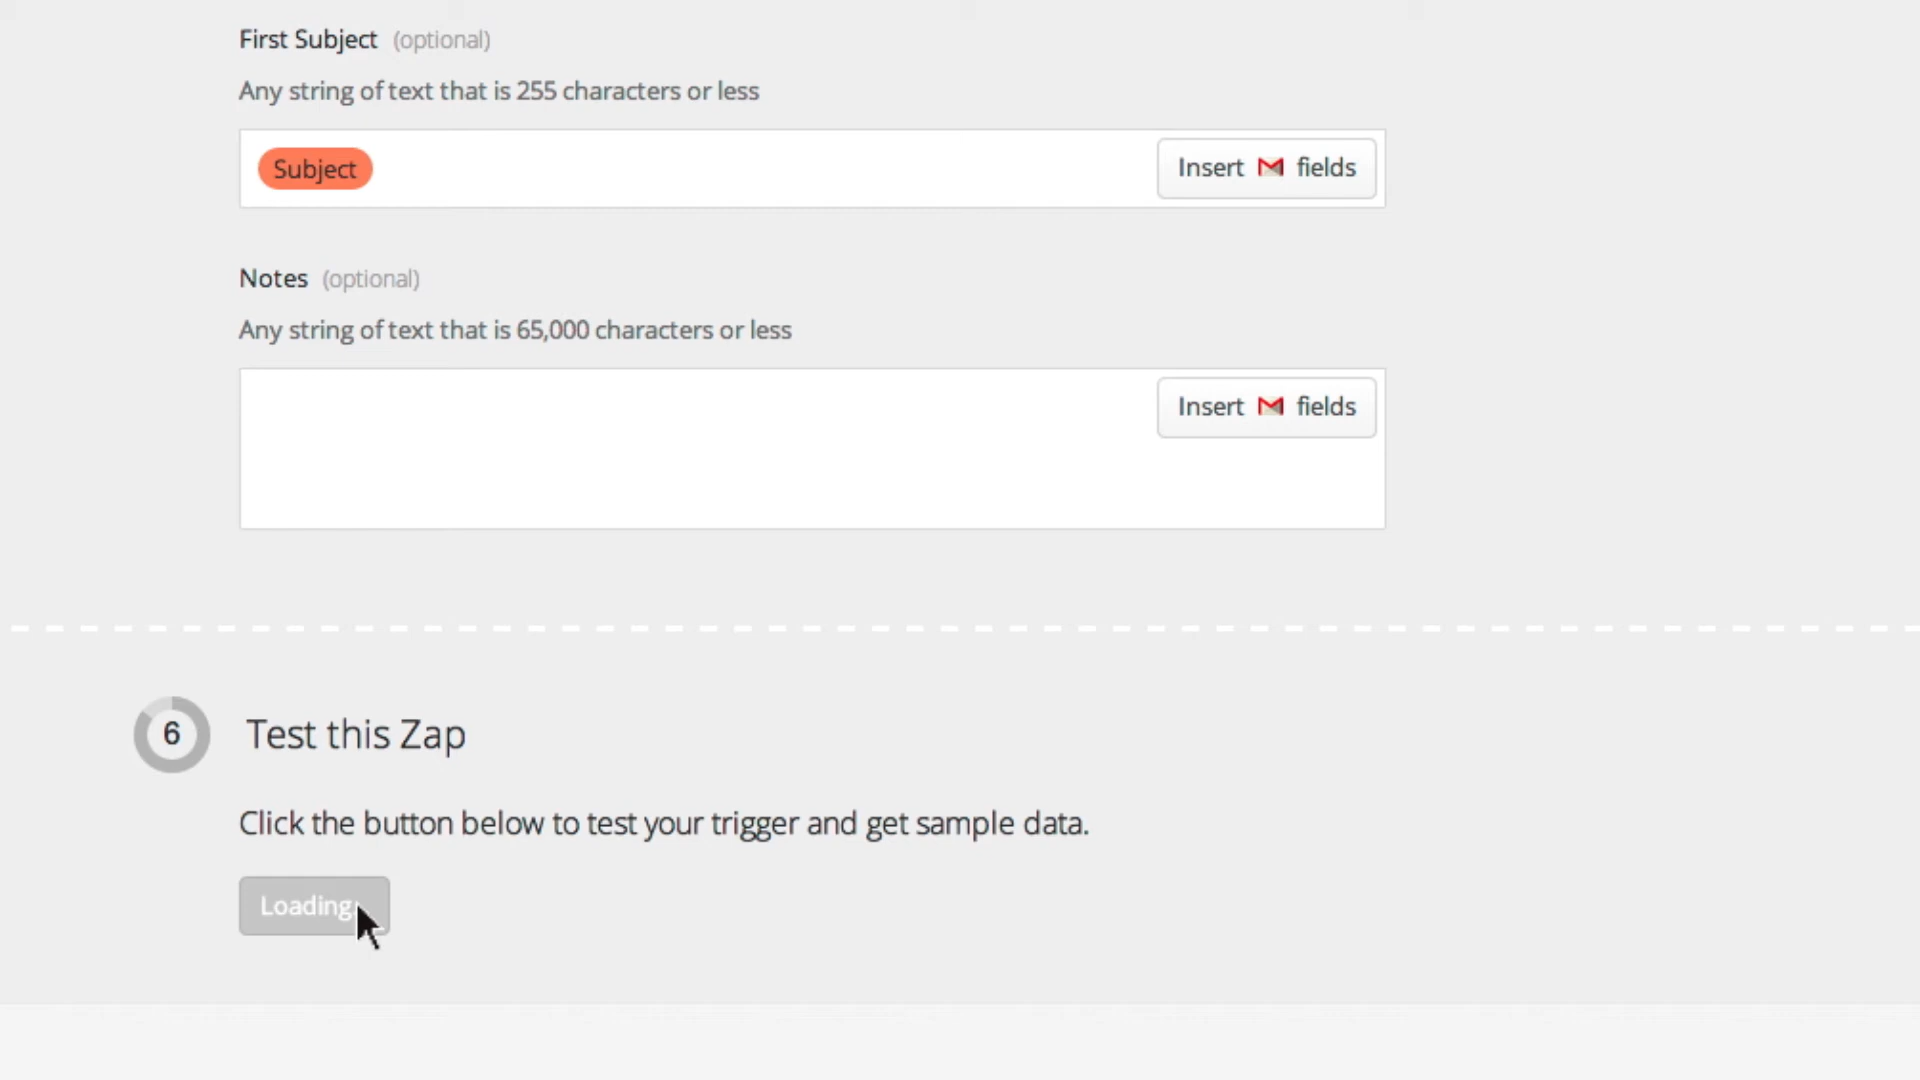 First Subject (optional)
Any string of text that is 255 characters or less
Subject
Insert fields
Notes (optional)
Any string of text that is 65,000 characters or less
Insert fields
6 Test this Zap
Click the button below to test your trigger and get sample data.
Loading